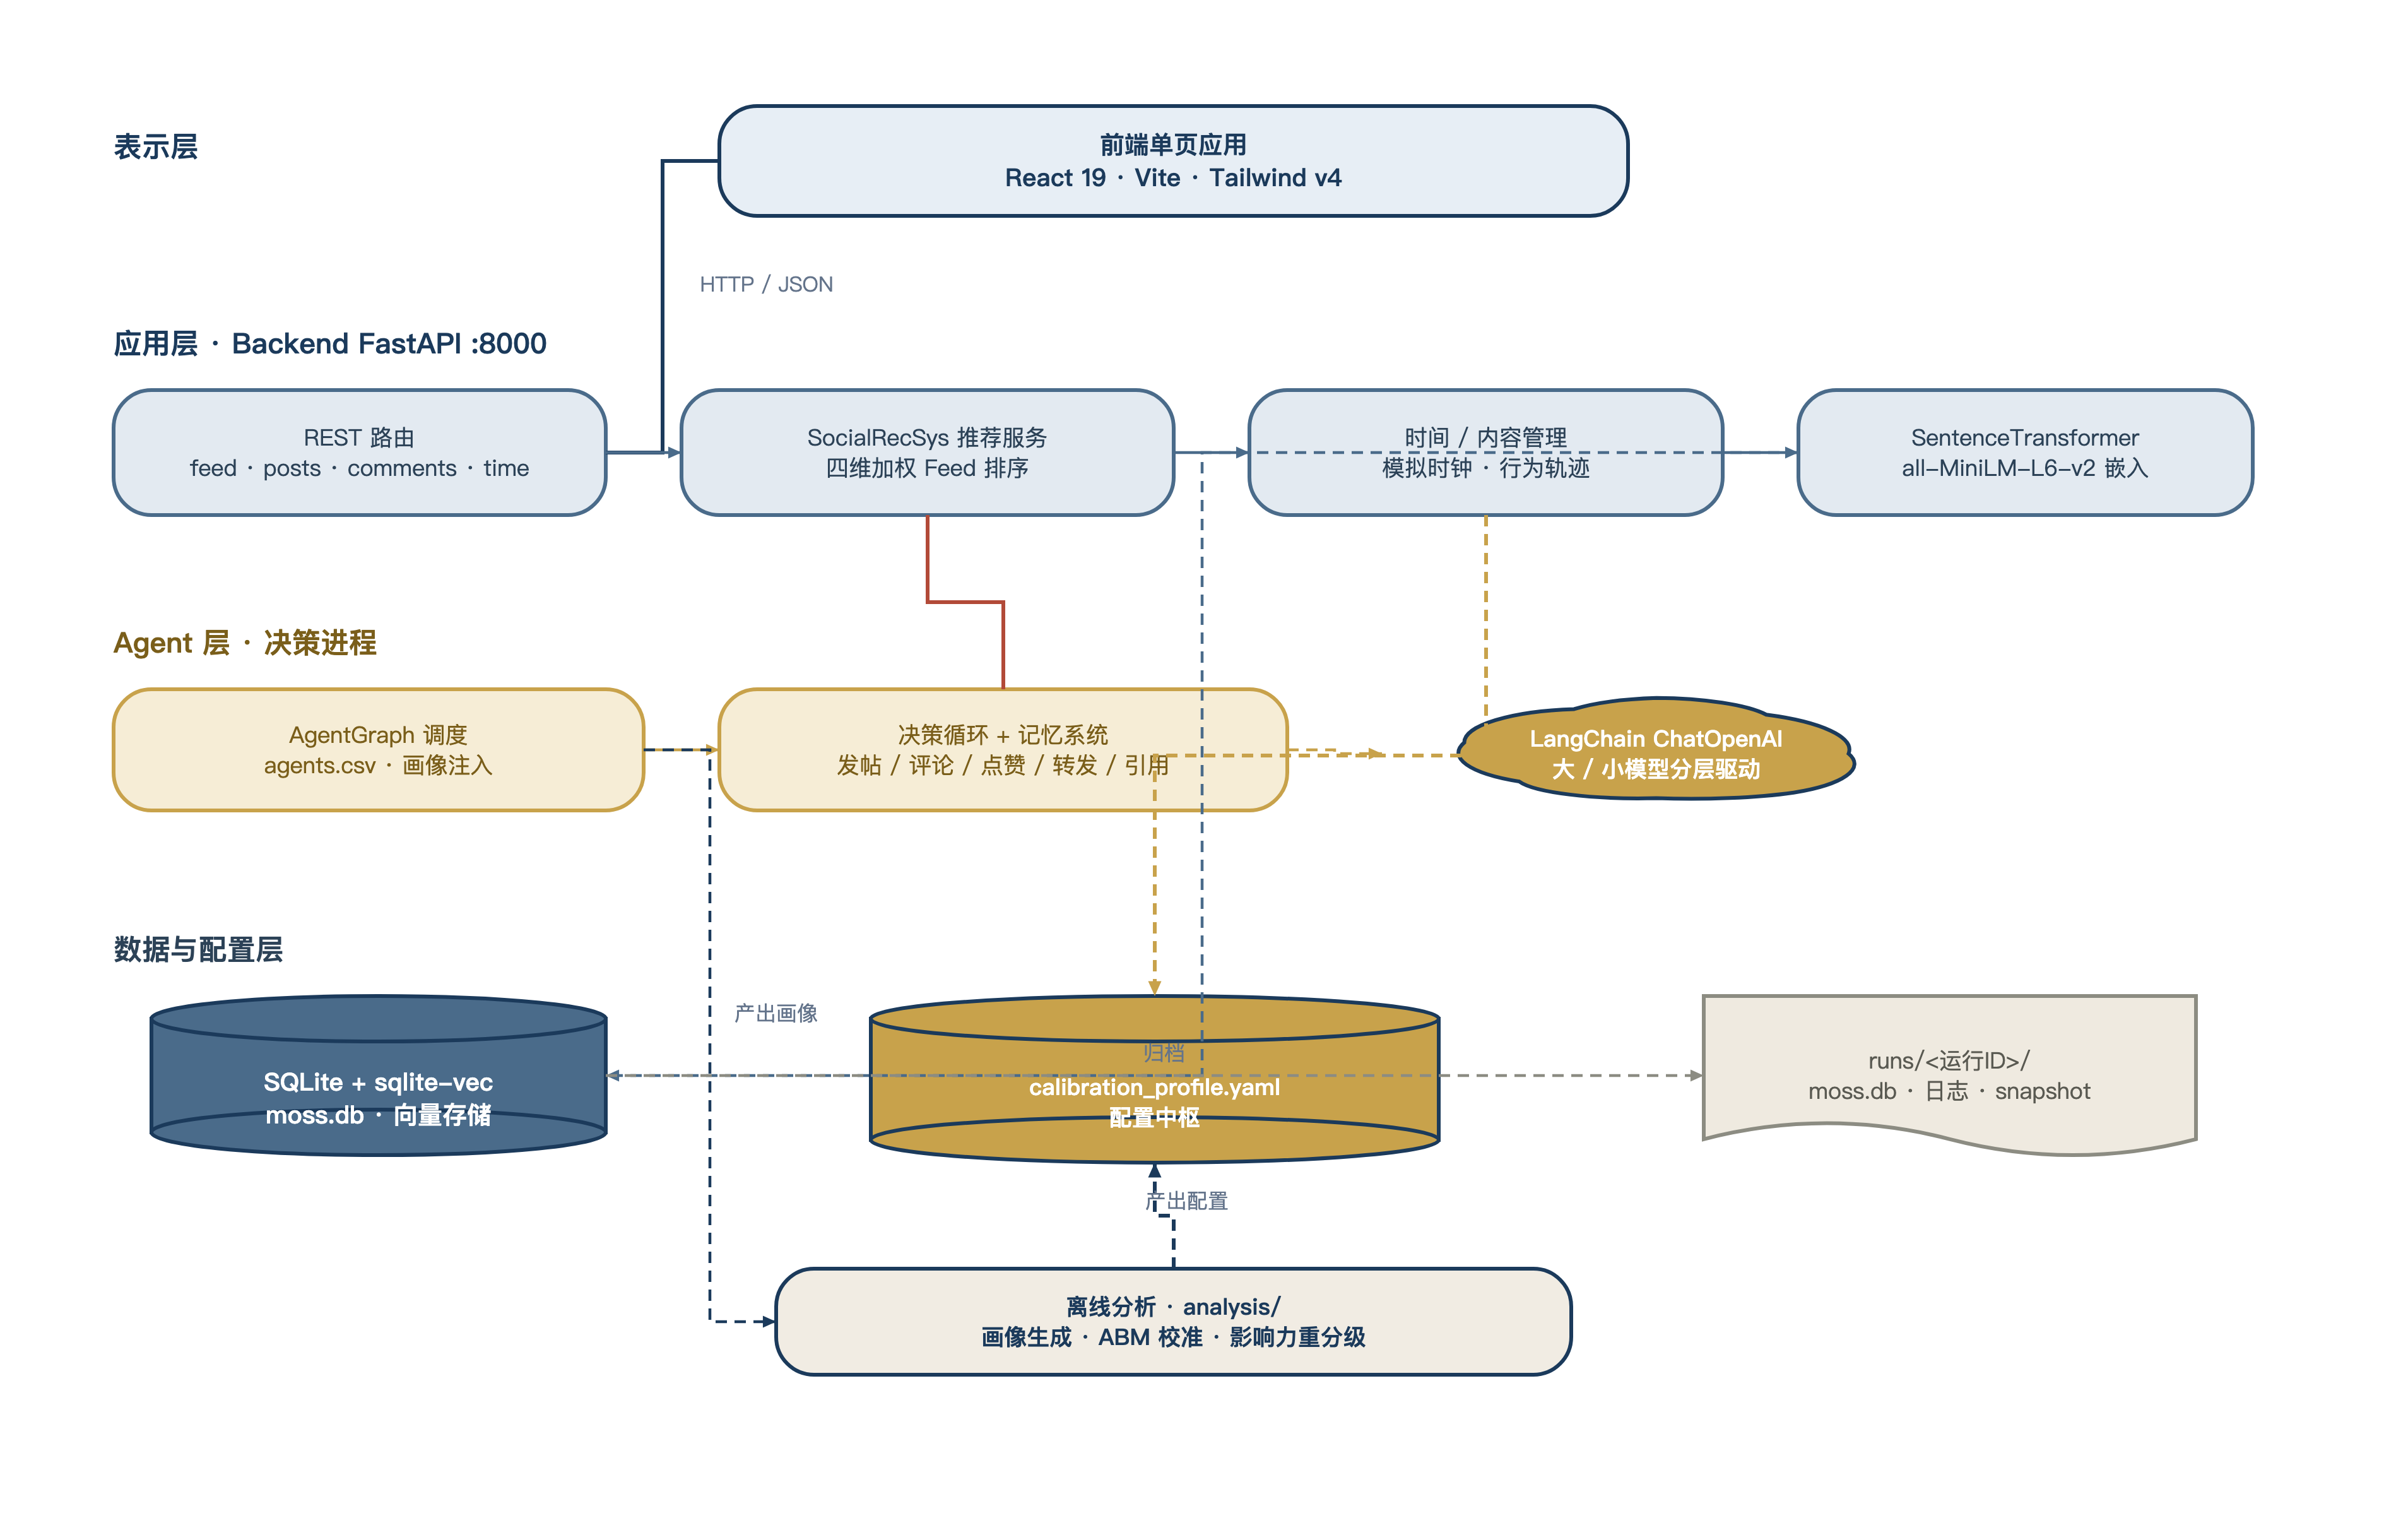 表示层
前端单页应用
React 19 · Vite · Tailwind v4
HTTP / JSON
应用层 · Backend FastAPI :8000
REST 路由
feed · posts · comments · time
SocialRecSys 推荐服务
四维加权 Feed 排序
时间 / 内容管理
模拟时钟 · 行为轨迹
SentenceTransformer
all-MiniLM-L6-v2 嵌入
Agent 层 · 决策进程
AgentGraph 调度
agents.csv · 画像注入
决策循环 + 记忆系统
发帖 / 评论 / 点赞 / 转发 / 引用
LangChain ChatOpenAI
大 / 小模型分层驱动
数据与配置层
产出画像
SQLite + sqlite-vec
moss.db · 向量存储
归档
calibration_profile.yaml
配置中枢
runs/<运行ID>/
moss.db · 日志 · snapshot
产出配置
离线分析 · analysis/
画像生成 · ABM 校准 · 影响力重分级